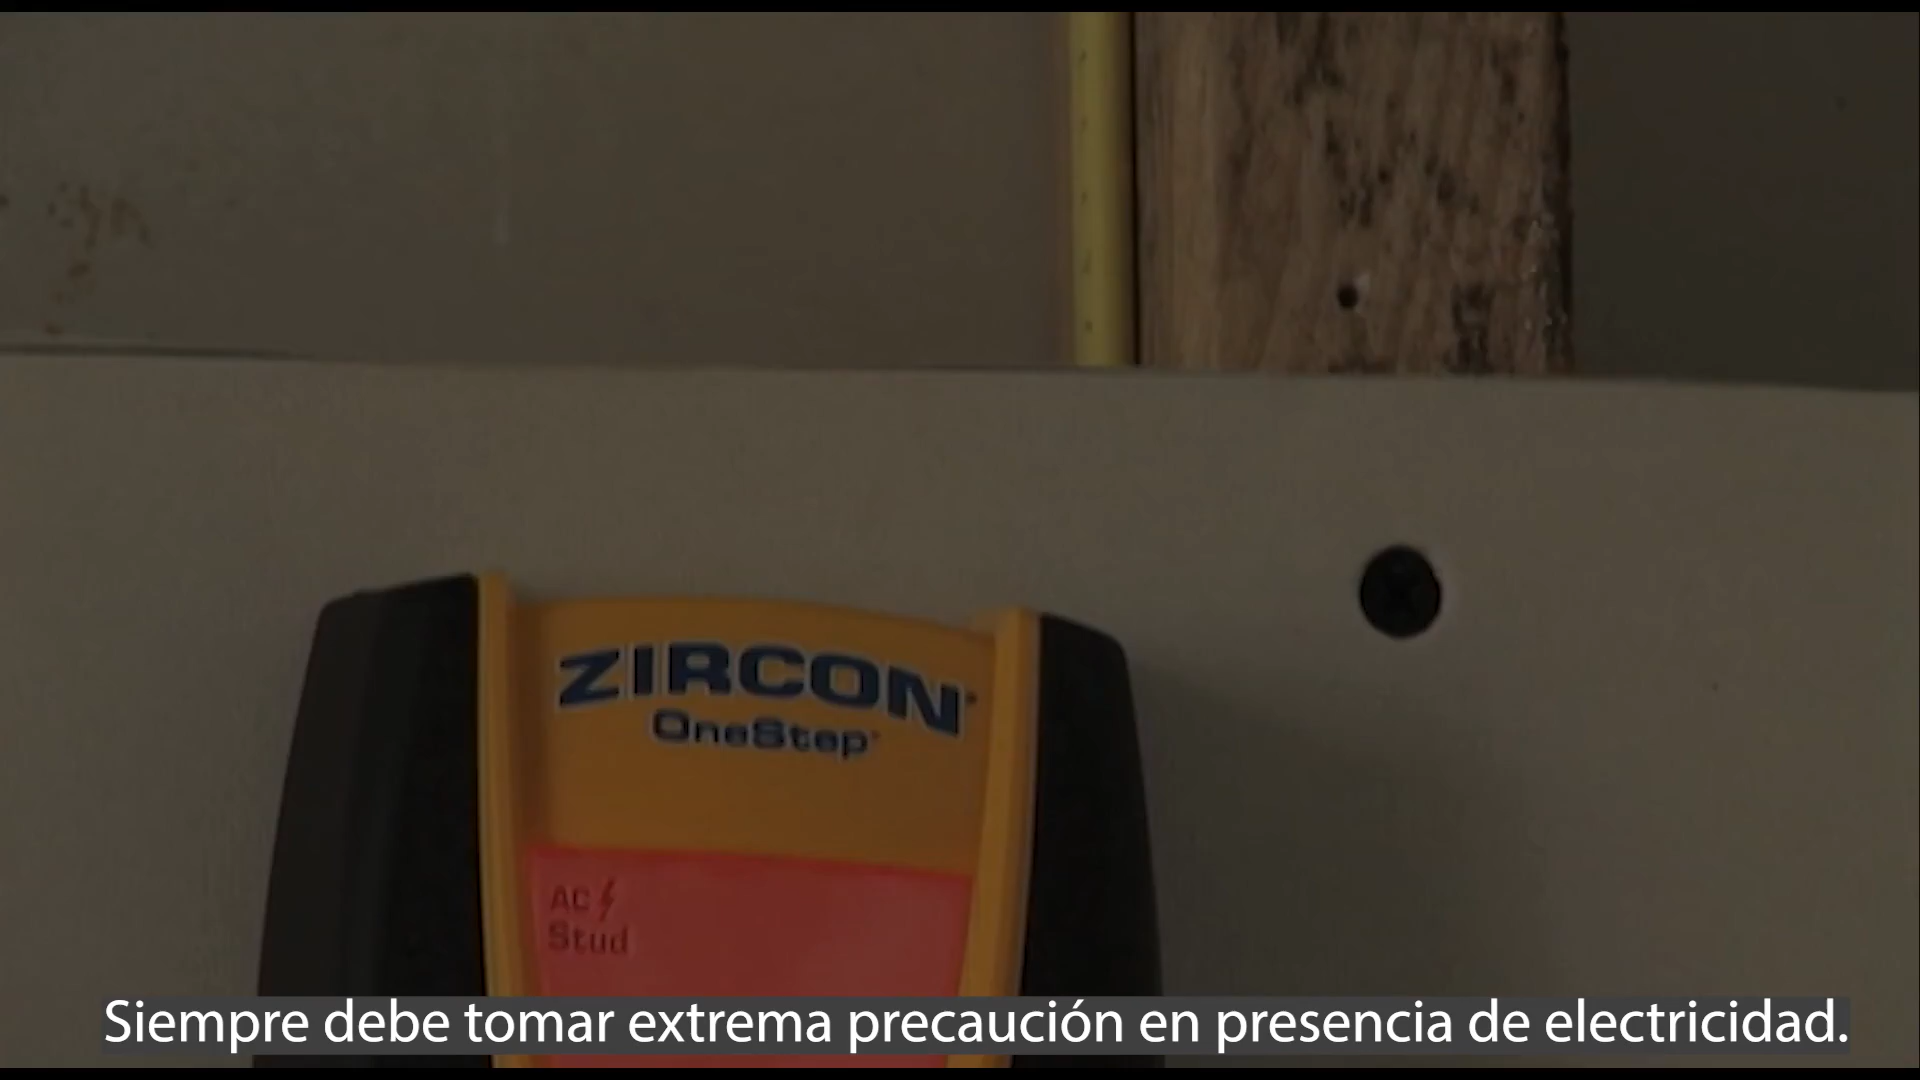 ZIRCON
OneStep
AC
Stud
Siempre debe tomar extrema precaución en presencia de electricidad.